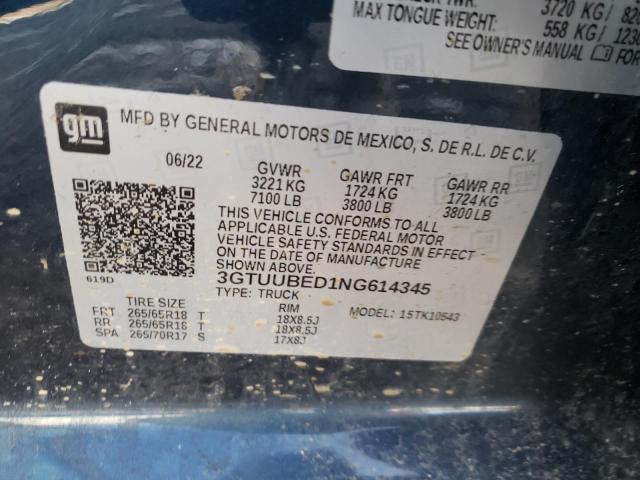 3720 KG/
MAX TONGUE WEIGHT: 558 KG/
SEE OWNER'S MANUAL FOR
gm
MFD BY GENERAL MOTORS DE MEXICO, S. DE R.L. DE C.V.
06/22 GVWR GAWR FRT GAWR RR
3221 KG 1724 KG 1724 KG
7100 LB 3800 LB 3800 LB
THIS VEHICLE CONFORMS TO ALL
APPLICABLE U.S. FEDERAL MOTOR
VEHICLE SAFETY STANDARDS IN EFFECT
ON THE DATE OF MANUFACTURE.
619D
3GTUUBED1NG614345
TYPE: TRUCK
MODEL: 15TK10543
TIRE SIZE RIM
FRT 265/65R18 T 18X8.5J
RR 265/65R18 T 18X8.5J
SPA 265/70R17 S 17X8J